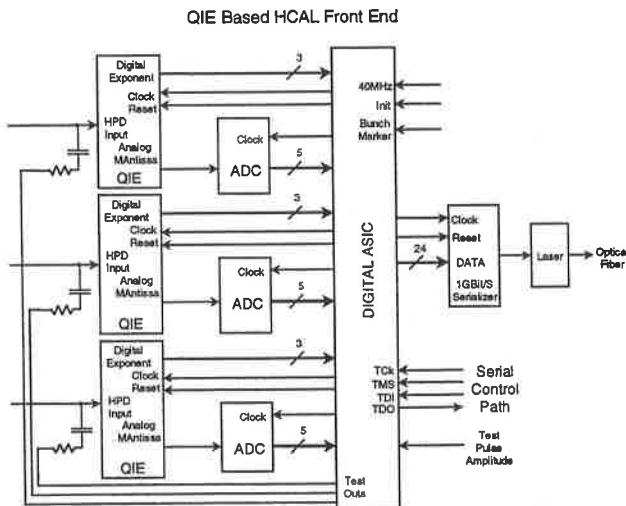 QIE Based HCAL Front End
Digital
Exponent
Clock
Reset
HPD
Input
Analog
MAntissa
QIE
3
Clock
ADC
5
Digital
Exponent
Clock
Reset
HPD
Input
Analog
MAntissa
QIE
3
Clock
ADC
5
Digital
Exponent
Clock
Reset
HPD
Input
Analog
MAntissa
QIE
3
Clock
ADC
5
DIGITAL ASIC
40MHz
Init
Bunch
Marker
24
Clock
Reset
DATA
1GBit/S
Serializer
Laser
Optical
Fiber
TCk
TMS
TDI
TDO
Serial
Control
Path
Test
Pulse
Amplitude
Test
Outs